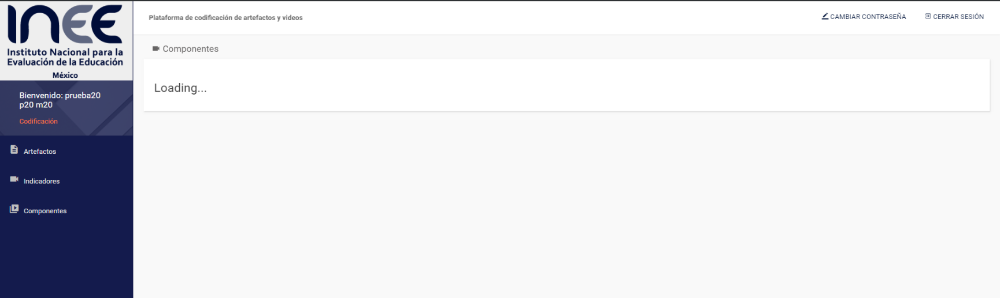 INEE
Instituto Nacional para la
Evaluación de la Educación
México
Plataforma de codificación de artefactos y videos
CAMBIAR CONTRASEÑA
CERRAR SESIÓN
Bienvenido: prueba20
p20 m20
Codificación
Artefactos
Indicadores
Componentes
Componentes
Loading...